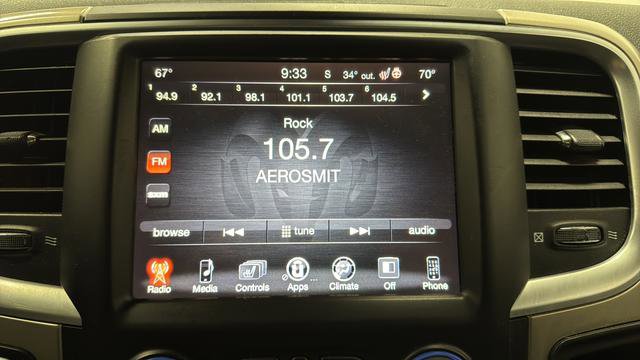 67° 9:33 S 34° out. 70°
1 94.9 2 92.1 3 98.1 4 101.1 5 103.7 6 104.5
AM
Rock
FM
105.7
AEROSMIT
sxm
browse tune audio
Radio Media Controls Apps Climate Off Phone